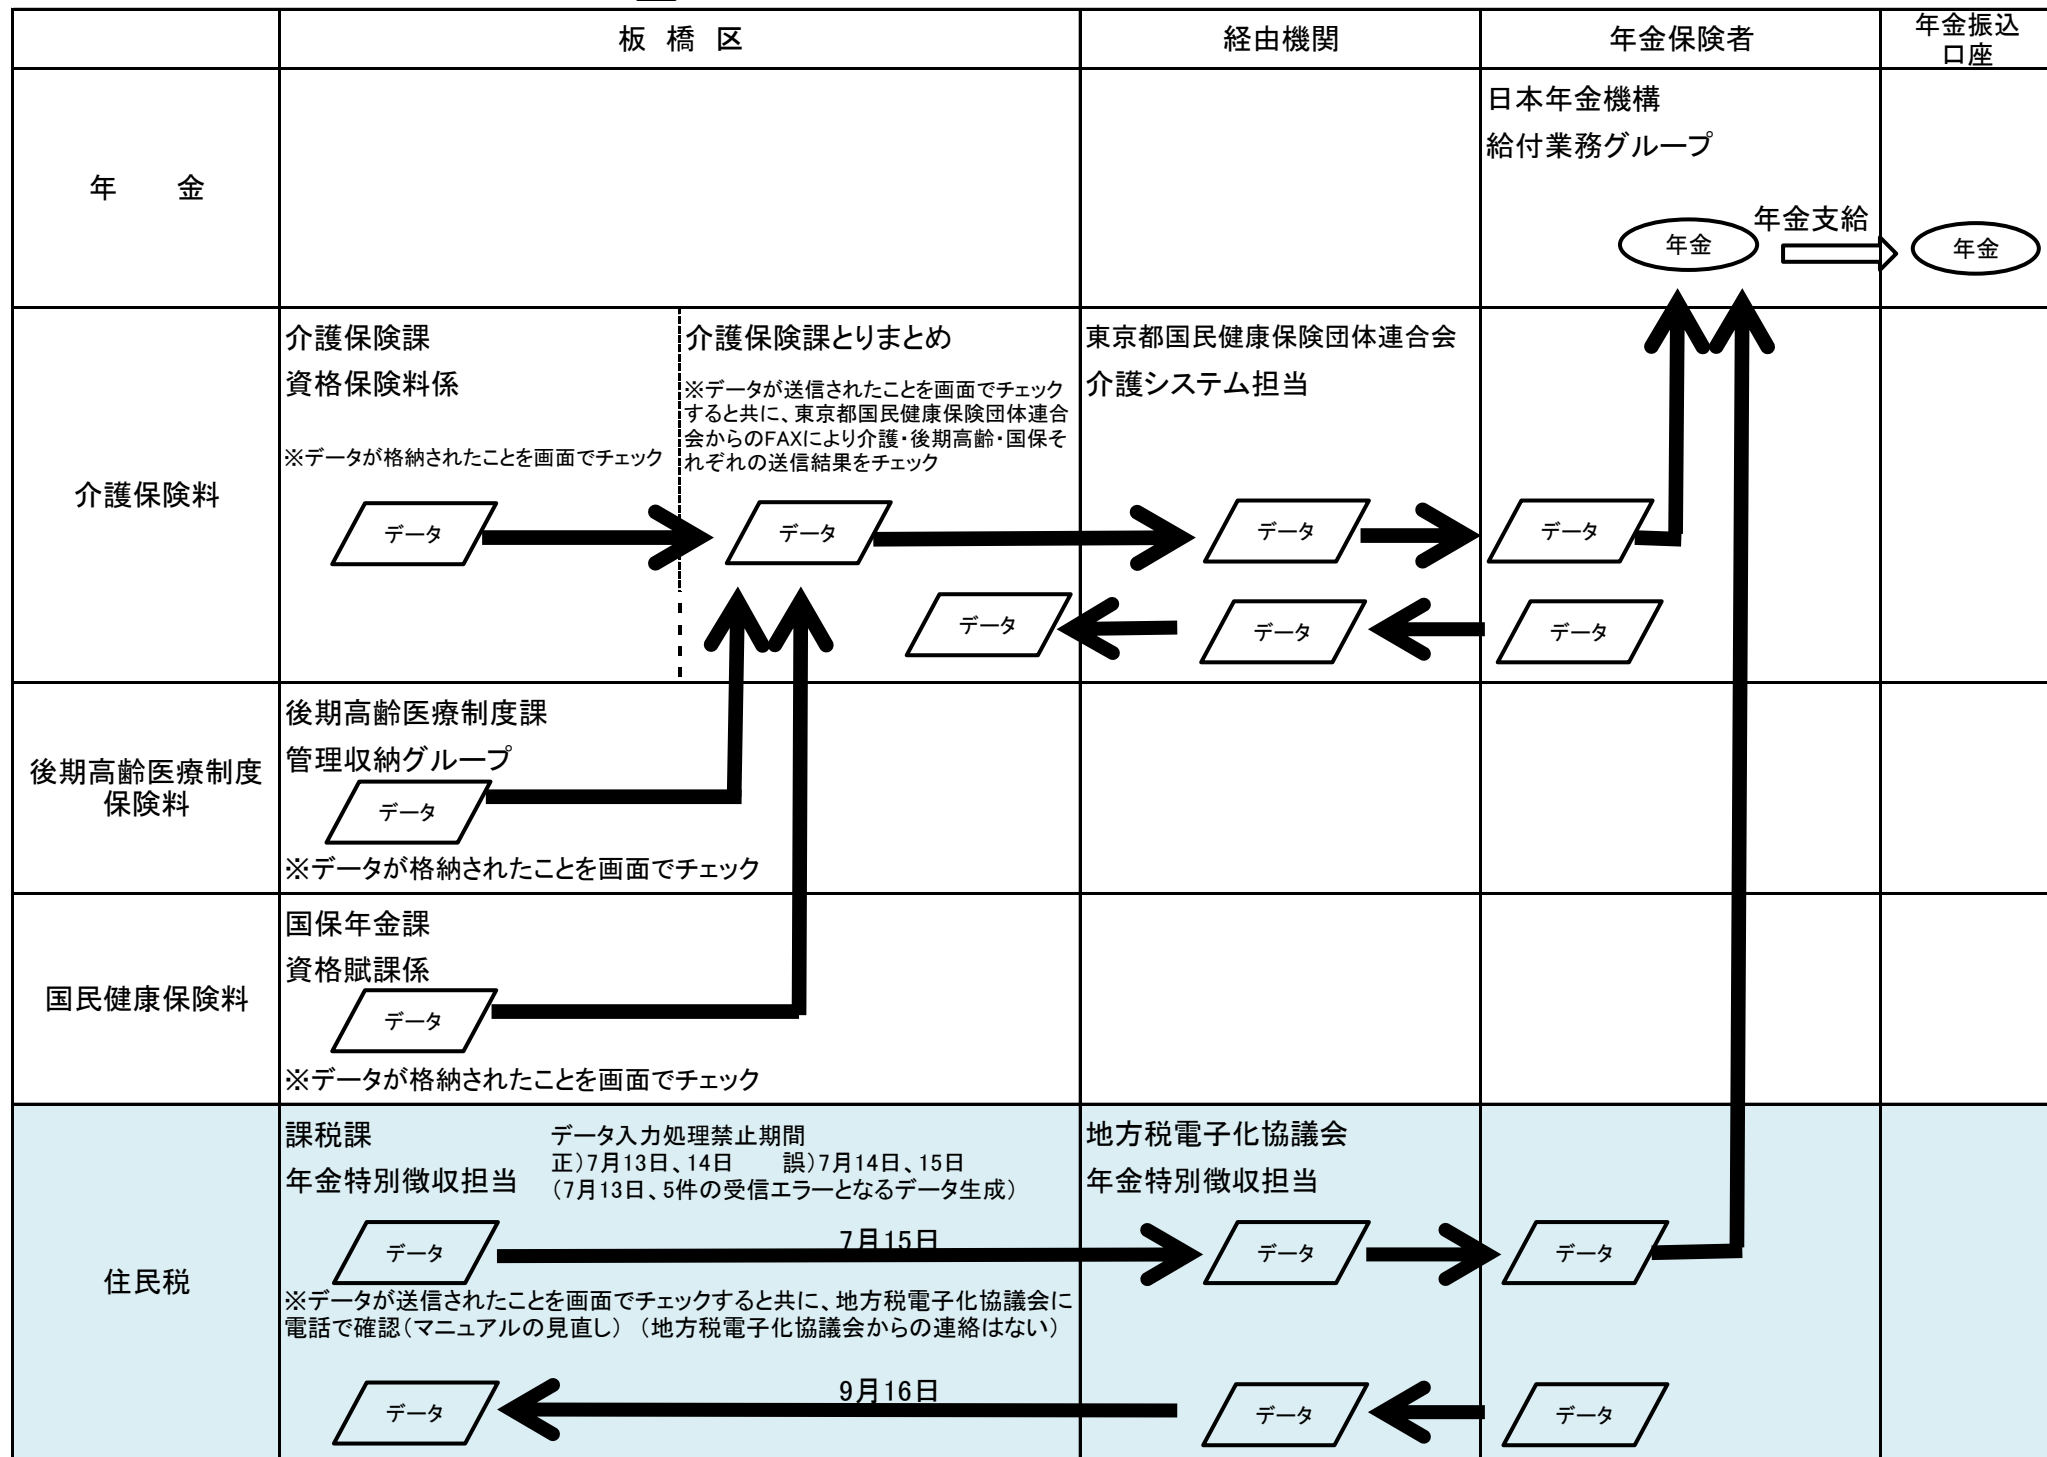 板 橋 区
経由機関
年金保険者
年金振込
口座
年 金
日本年金機構
給付業務グループ
年金
年金支給
年金
介護保険料
介護保険課
資格保険料係
※データが格納されたことを画面でチェック
データ
介護保険課とりまとめ
※データが送信されたことを画面でチェック
すると共に、東京都国民健康保険団体連合
会からのFAXにより介護・後期高齢・国保そ
れぞれの送信結果をチェック
データ
データ
東京都国民健康保険団体連合会
介護システム担当
データ
データ
データ
データ
後期高齢医療制度
保険料
後期高齢医療制度課
管理収納グループ
データ
※データが格納されたことを画面でチェック
国民健康保険料
国保年金課
資格賦課係
データ
※データが格納されたことを画面でチェック
住民税
課税課
年金特別徴収担当
データ入力処理禁止期間
正)7月13日、14日 誤)7月14日、15日
(7月13日、5件の受信エラーとなるデータ生成)
データ
7月15日
※データが送信されたことを画面でチェックすると共に、地方税電子化協議会に
電話で確認(マニュアルの見直し) (地方税電子化協議会からの連絡はない)
データ
9月16日
地方税電子化協議会
年金特別徴収担当
データ
データ
データ
データ